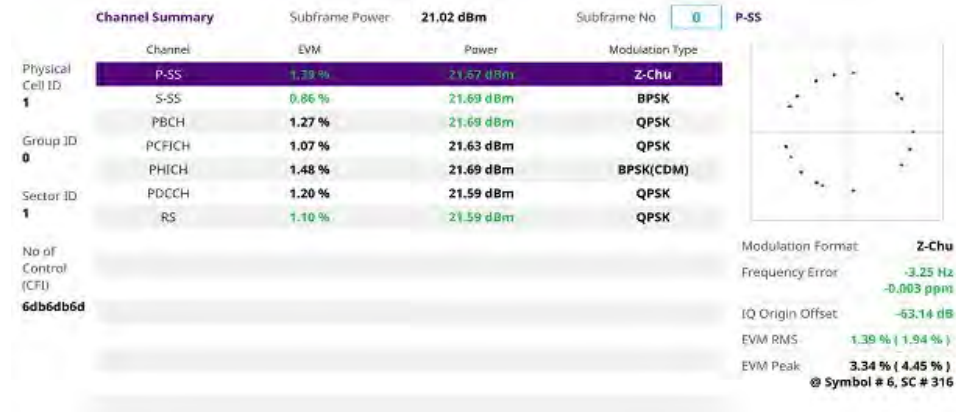 Channel Summary Subframe Power 21.02 dBm Subframe No 0 P-SS
Channel EVM Power Modulation Type
Physical
Cell ID
1
P-SS 1.39 % 21.67 dBm Z-Chu
S-SS 0.86 % 21.69 dBm BPSK
PBCH 1.27 % 21.69 dBm QPSK
Group ID
0
PCFICH 1.07 % 21.63 dBm QPSK
PHICH 1.48 % 21.69 dBm BPSK(CDM)
Sector ID
1
PDCCH 1.20 % 21.59 dBm QPSK
RS 1.10 % 21.59 dBm QPSK
No of
Control
(CFI)
6db6db6d
Modulation Format Z-Chu
Frequency Error -3.25 Hz
-0.003 ppm
IQ Origin Offset -63.14 dB
EVM RMS 1.39 % ( 1.94 % )
EVM Peak 3.34 % ( 4.45 % )
@ Symbol # 6, SC # 316